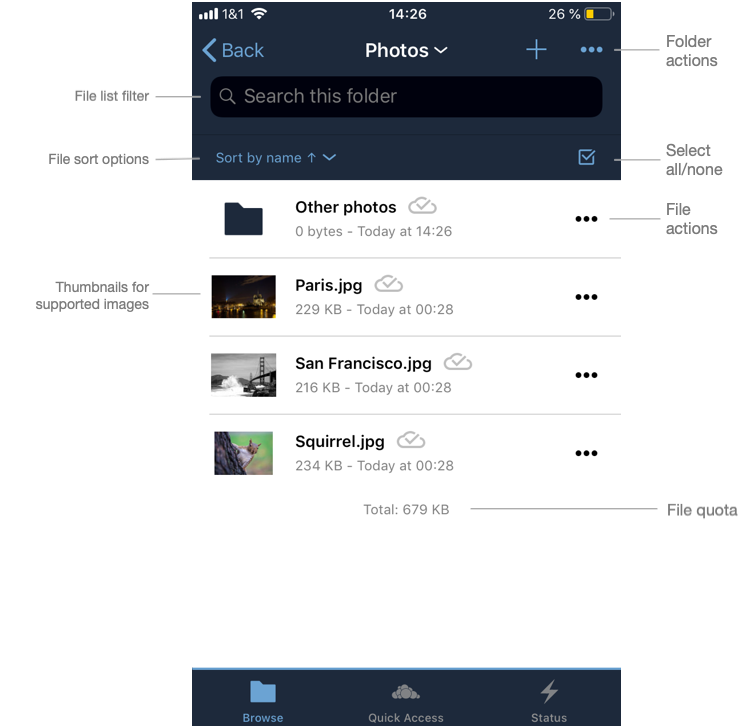 1&1 14:26 26 %
Back Photos
Folder
actions
File list filter
Search this folder
File sort options
Sort by name ↑
Select
all/none
Other photos
0 bytes - Today at 14:26
File
actions
Thumbnails for
supported images
Paris.jpg
229 KB - Today at 00:28
San Francisco.jpg
216 KB - Today at 00:28
Squirrel.jpg
234 KB - Today at 00:28
Total: 679 KB
File quota
Browse Quick Access Status